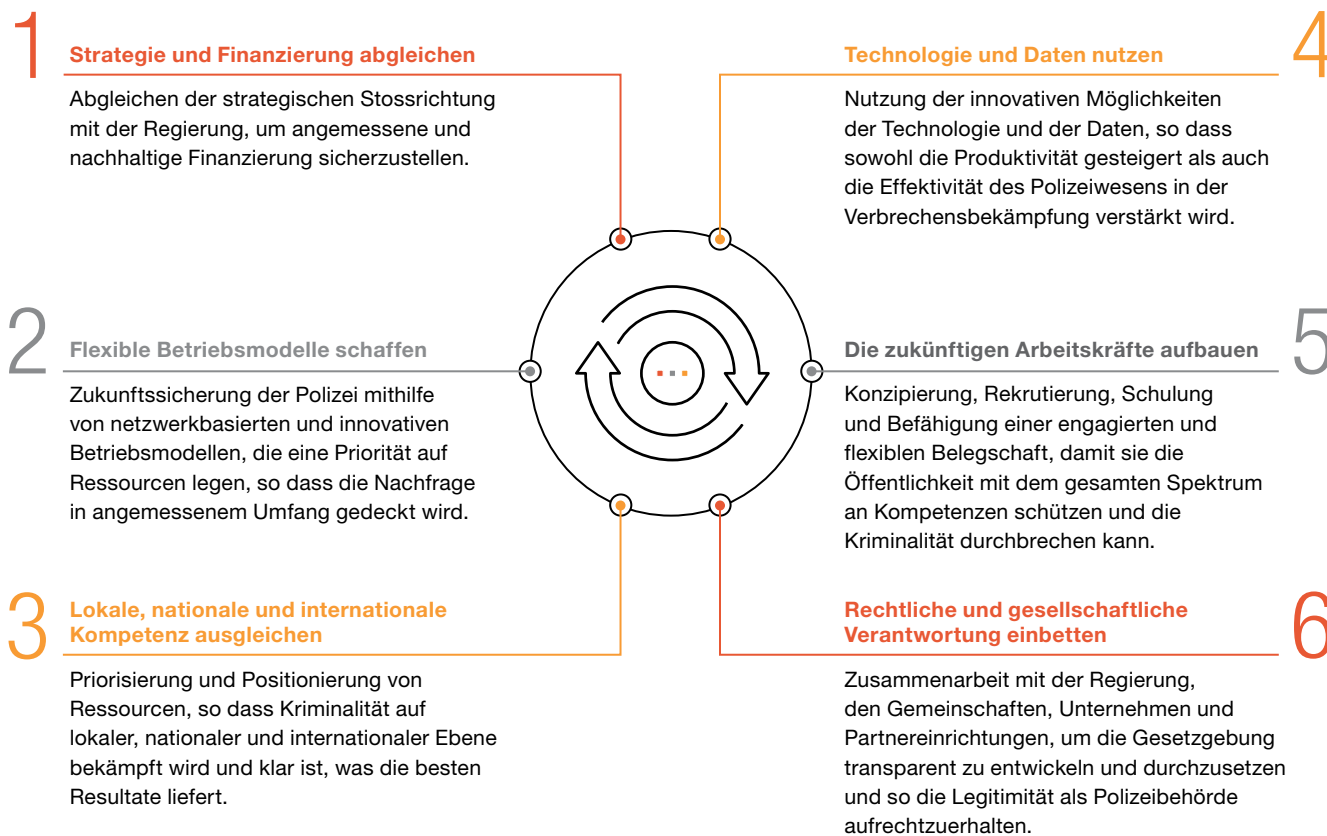 1
Strategie und Finanzierung abgleichen
Abgleichen der strategischen Stossrichtung
mit der Regierung, um angemessene und
nachhaltige Finanzierung sicherzustellen.
2
Flexible Betriebsmodelle schaffen
Zukunftssicherung der Polizei mithilfe
von netzwerkbasierten und innovativen
Betriebsmodellen, die eine Priorität auf
Ressourcen legen, so dass die Nachfrage
in angemessenem Umfang gedeckt wird.
3
Lokale, nationale und internationale
Kompetenz ausgleichen
Priorisierung und Positionierung von
Ressourcen, so dass Kriminalität auf
lokaler, nationaler und internationaler Ebene
bekämpft wird und klar ist, was die besten
Resultate liefert.
4
Technologie und Daten nutzen
Nutzung der innovativen Möglichkeiten
der Technologie und der Daten, so dass
sowohl die Produktivität gesteigert als auch
die Effektivität des Polizeiwesens in der
Verbrechensbekämpfung verstärkt wird.
5
Die zukünftigen Arbeitskräfte aufbauen
Konzipierung, Rekrutierung, Schulung
und Befähigung einer engagierten und
flexiblen Belegschaft, damit sie die
Öffentlichkeit mit dem gesamten Spektrum
an Kompetenzen schützen und die
Kriminalität durchbrechen kann.
6
Rechtliche und gesellschaftliche
Verantwortung einbetten
Zusammenarbeit mit der Regierung,
den Gemeinschaften, Unternehmen und
Partnereinrichtungen, um die Gesetzgebung
transparent zu entwickeln und durchzusetzen
und so die Legitimität als Polizeibehörde
aufrechtzuerhalten.